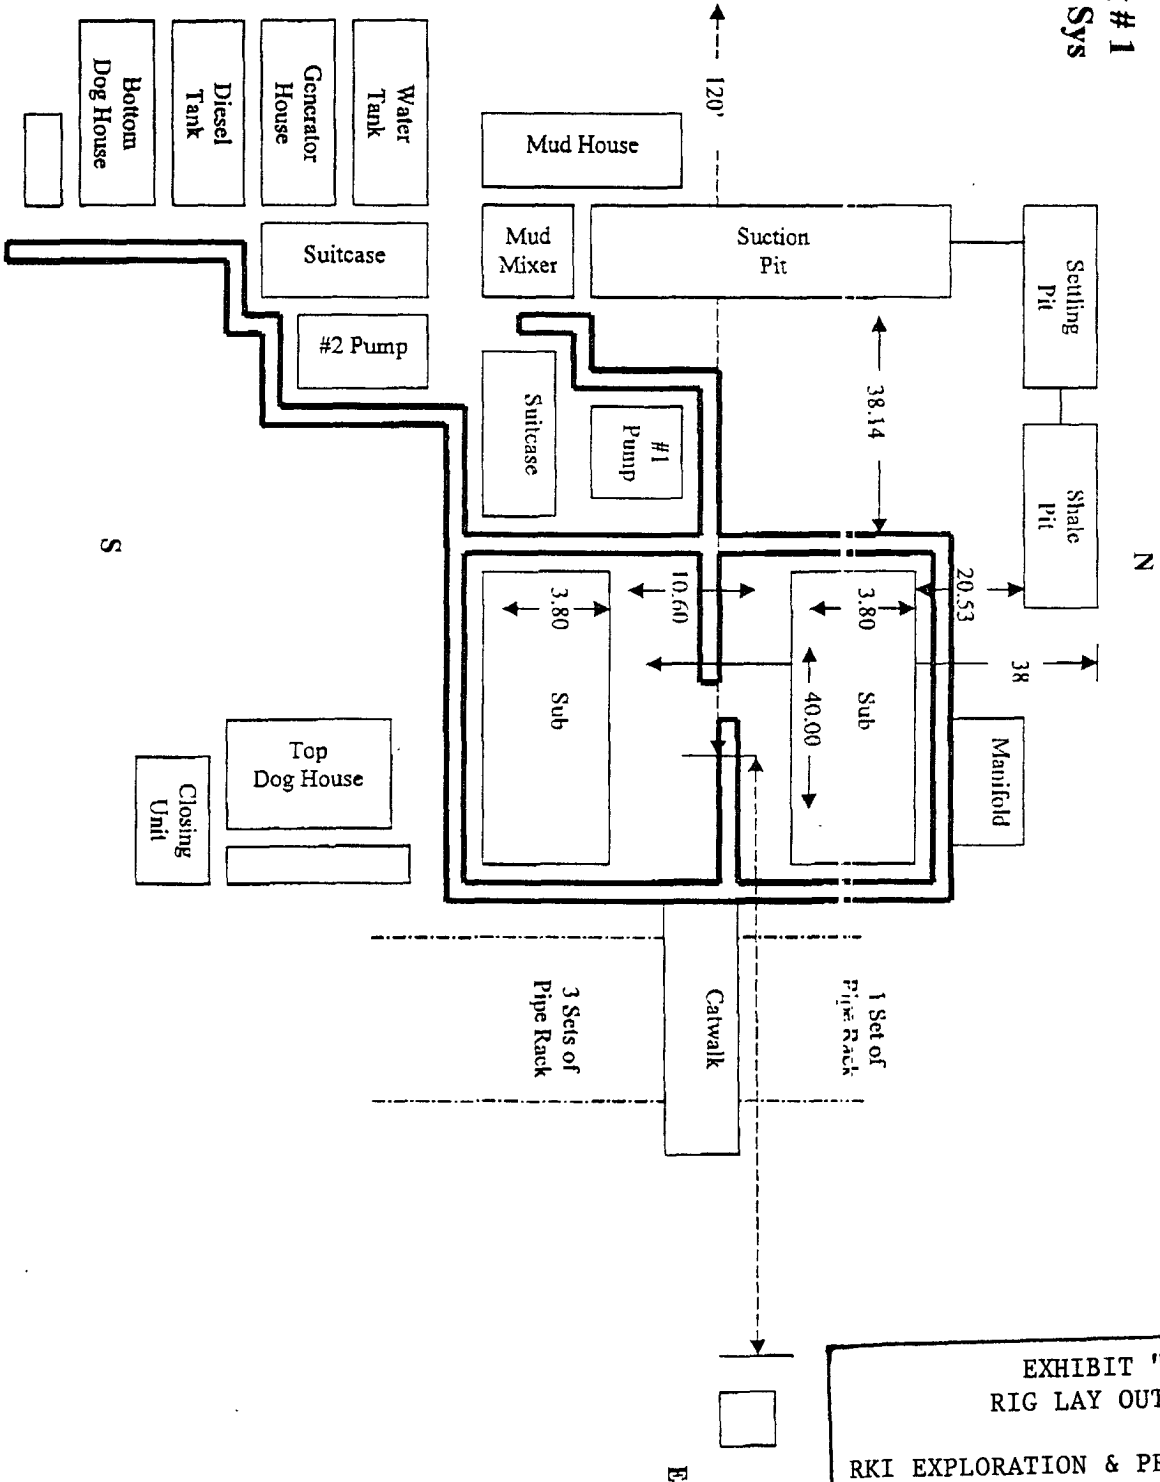 # 1
Sys
120'
Water
Tank
Generator
House
Diesel
Tank
Bottom
Dog House
Mud House
Suitcase
Mud
Mixer
Suction
Pit
Settling
Pit
#2 Pump
Suitcase
#1
Pump
38.14
Shale
Pit
N
S
10.60
20.53
3.80
3.80
38
40.00
Sub
Sub
Manifold
Top
Dog House
Closing
Unit
Catwalk
3 Sets of
Pipe Rack
1 Set of
Pipe Rack
E
EXHIBIT "
RIG LAY OUT
RKI EXPLORATION &